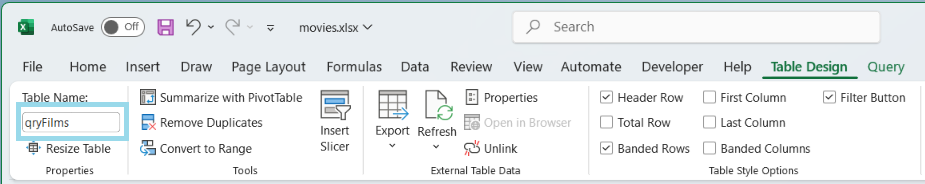 AutoSave Off movies.xlsx Search
File Home Insert Draw Page Layout Formulas Data Review View Automate Developer Help Table Design Query
Table Name:
qryFilms
Resize Table
Properties
Summarize with PivotTable
Remove Duplicates
Convert to Range
Insert
Slicer
Tools
Export
Refresh
Properties
Open in Browser
Unlink
External Table Data
Header Row
Total Row
Banded Rows
First Column
Last Column
Banded Columns
Filter Button
Table Style Options